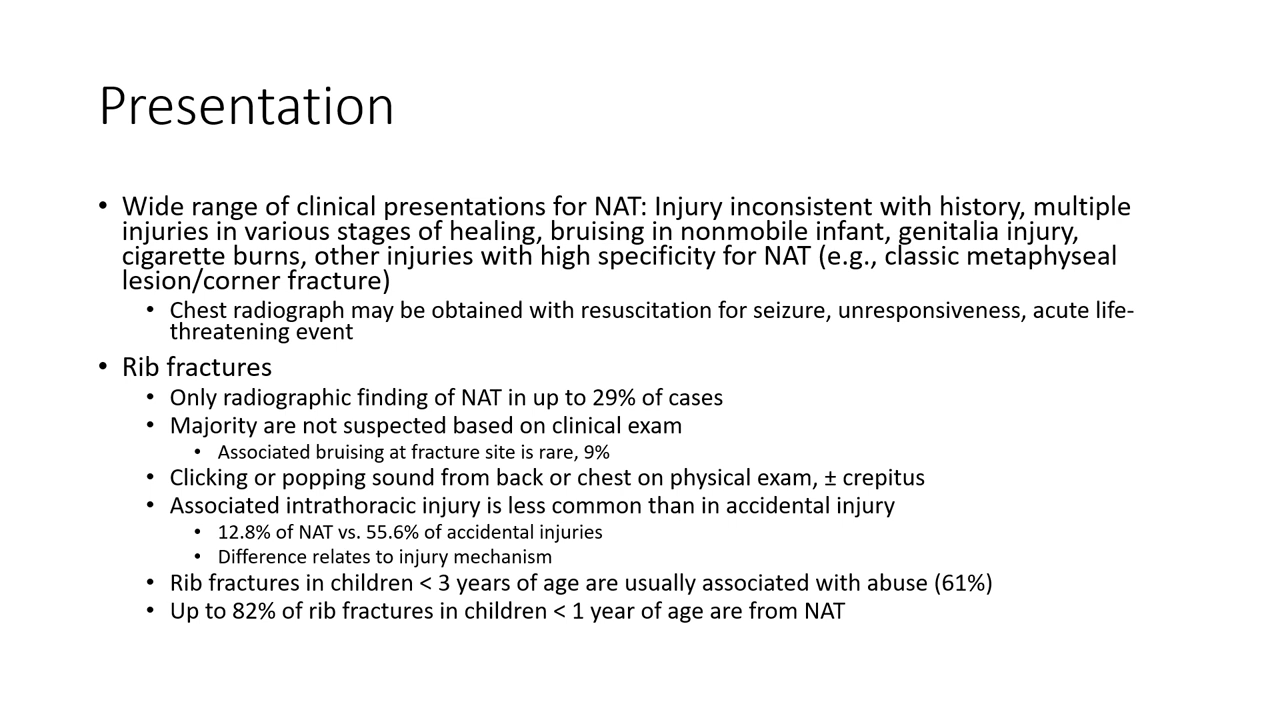 Presentation
• Wide range of clinical presentations for NAT: Injury inconsistent with history, multiple
injuries in various stages of healing, bruising in nonmobile infant, genitalia injury,
cigarette burns, other injuries with high specificity for NAT (e.g., classic metaphyseal
lesion/corner fracture)
• Chest radiograph may be obtained with resuscitation for seizure, unresponsiveness, acute life-
threatening event
• Rib fractures
• Only radiographic finding of NAT in up to 29% of cases
• Majority are not suspected based on clinical exam
• Associated bruising at fracture site is rare, 9%
• Clicking or popping sound from back or chest on physical exam, ± crepitus
• Associated intrathoracic injury is less common than in accidental injury
• 12.8% of NAT vs. 55.6% of accidental injuries
• Difference relates to injury mechanism
• Rib fractures in children < 3 years of age are usually associated with abuse (61%)
• Up to 82% of rib fractures in children < 1 year of age are from NAT